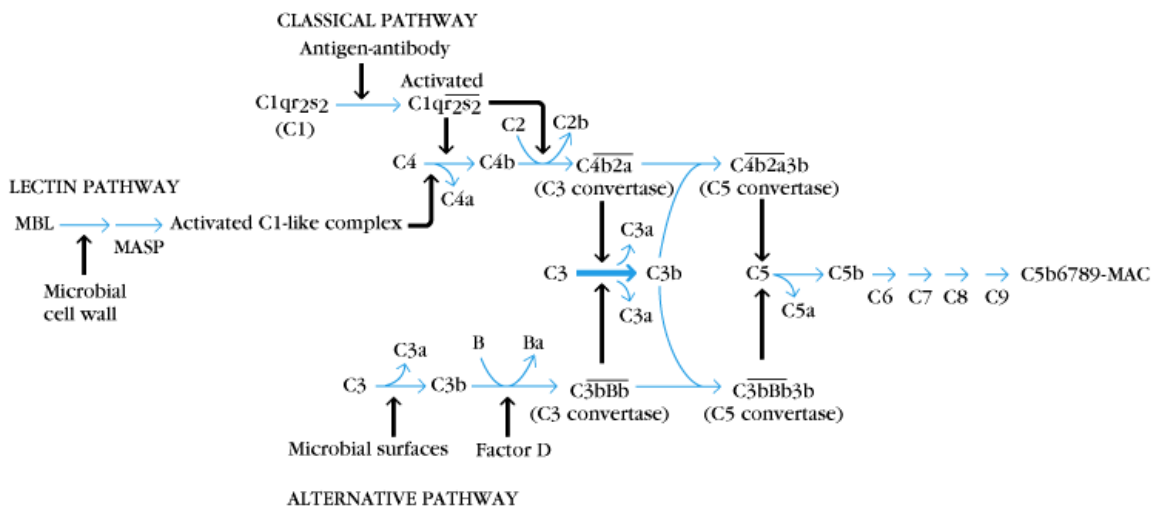 CLASSICAL PATHWAY
Antigen-antibody
Activated
C1qr2s2
C1qr2s2
(C1)
C2
C2b
C4
C4b
C4b2a
C4b2a3b
(C3 convertase)
(C5 convertase)
C4a
LECTIN PATHWAY
MBL
MASP
Activated C1-like complex
Microbial
cell wall
C3a
C3
C3b
C5
C5b
C6
C7
C8
C9
C5b6789-MAC
C3a
C5a
B
Ba
C3a
C3
C3b
C3bBb
C3bBb3b
(C3 convertase)
(C5 convertase)
Microbial surfaces
Factor D
ALTERNATIVE PATHWAY